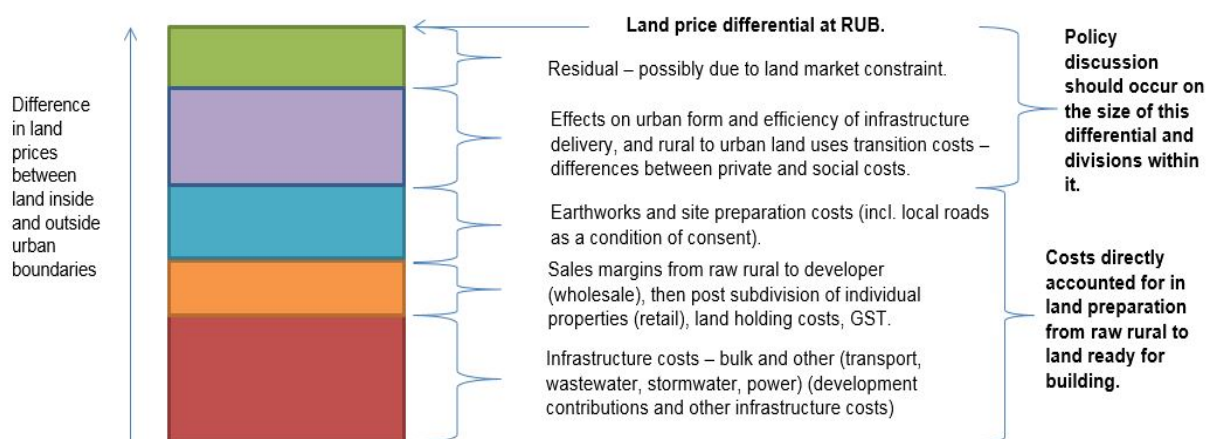 Land price differential at RUB.
Residual – possibly due to land market constraint.
Effects on urban form and efficiency of infrastructure
delivery, and rural to urban land uses transition costs –
differences between private and social costs.
Earthworks and site preparation costs (incl. local roads
as a condition of consent).
Sales margins from raw rural to developer
(wholesale), then post subdivision of individual
properties (retail), land holding costs, GST.
Infrastructure costs – bulk and other (transport,
wastewater, stormwater, power) (development
contributions and other infrastructure costs)
Difference
in land
prices
between
land inside
and outside
urban
boundaries
Policy
discussion
should occur on
the size of this
differential and
divisions within
it.
Costs directly
accounted for in
land preparation
from raw rural to
land ready for
building.